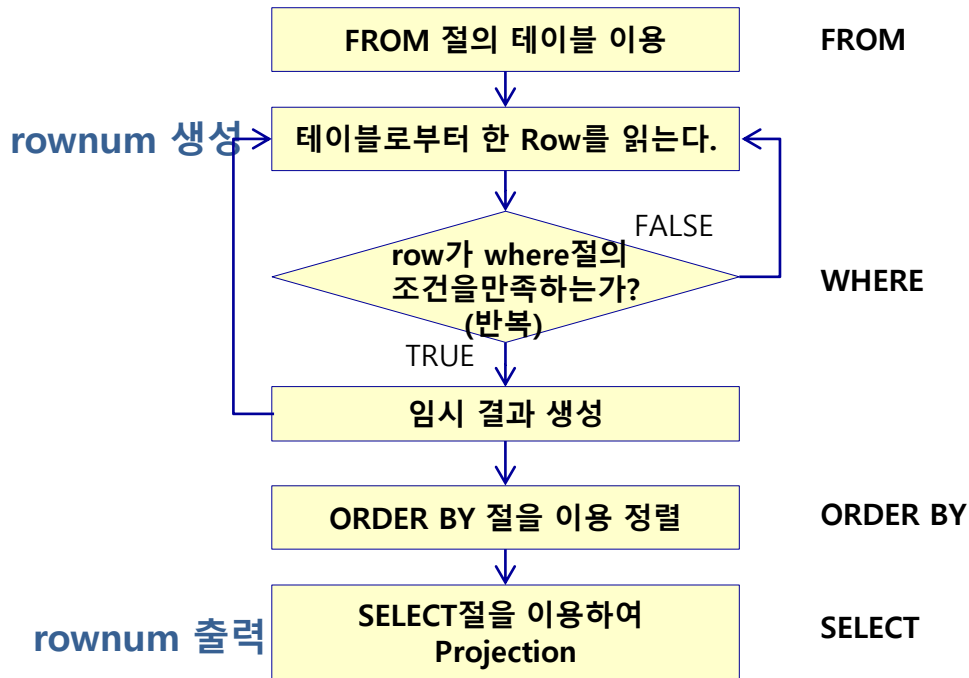 FROM 절의 테이블 이용
FROM
rownum 생성
테이블로부터 한 Row를 읽는다.
FALSE
row가 where절의
조건을만족하는가?
(반복)
WHERE
TRUE
임시 결과 생성
ORDER BY 절을 이용 정렬
ORDER BY
rownum 출력
SELECT절을 이용하여
Projection
SELECT